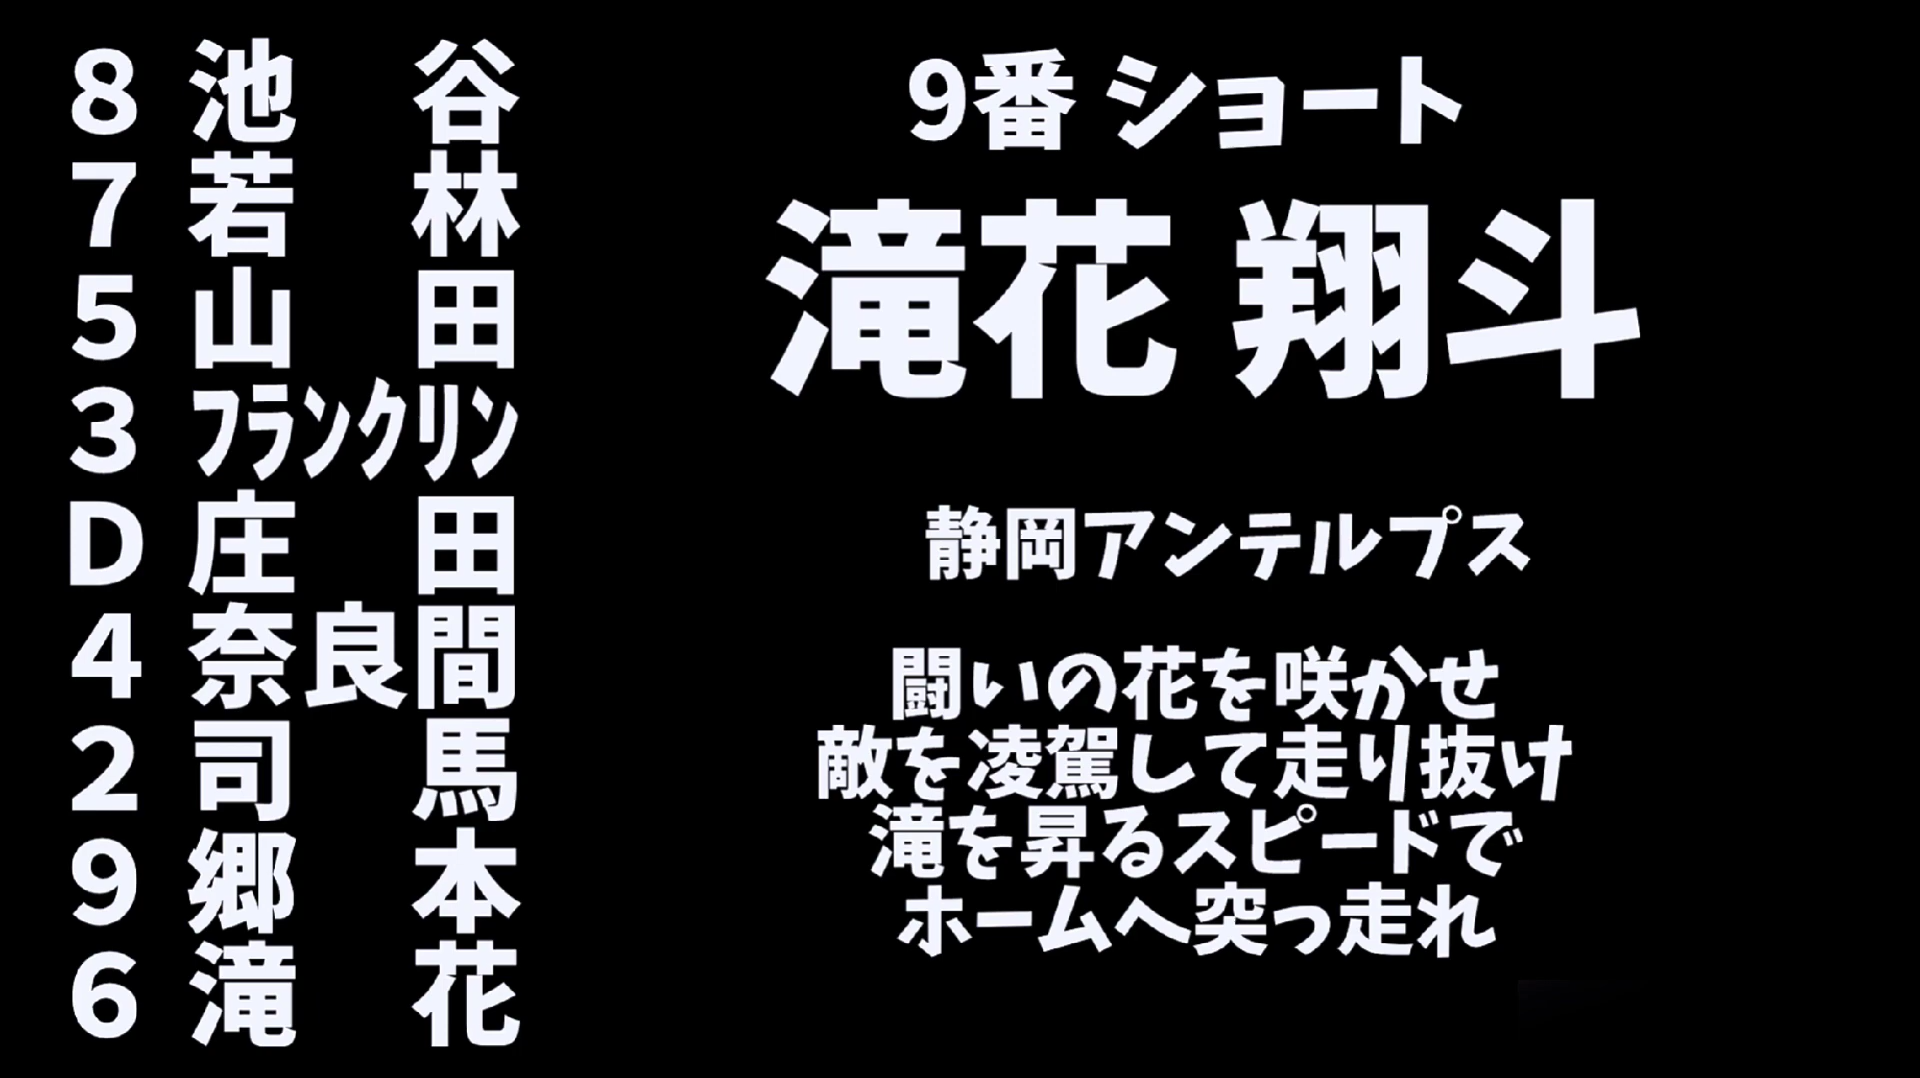 8 池谷
7 若林
5 山田
3 フランクリン
D 庄田
4 奈良間
2 司馬
9 郷本
6 滝花
9番 ショート
滝花 翔斗
静岡アンテルプス
闘いの花を咲かせ
敵を凌駕して走り抜け
滝を昇るスピードで
ホームへ突っ走れ